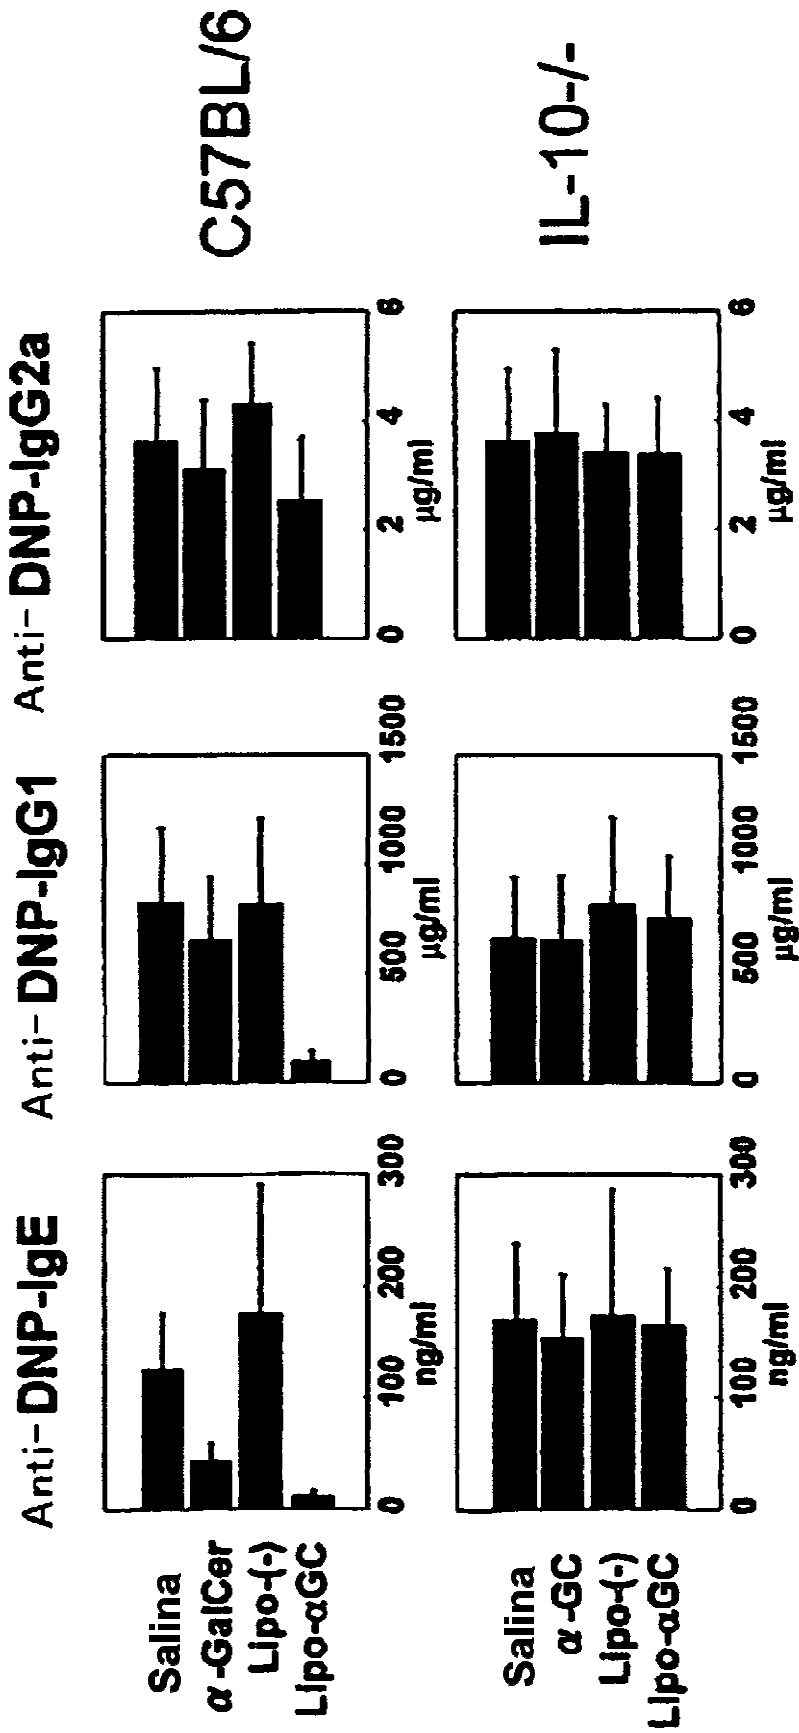 Anti-DNP-IgE
Anti-DNP-IgG1
Anti-DNP-IgG2a
Salina
α-GalCer
Lipo-(-)
Lipo-αGC
0
100
200
300
ng/ml
0
500
1000
1500
µg/ml
0
2
4
6
µg/ml
C57BL/6
Salina
α-GC
Lipo-(-)
Lipo-αGC
0
100
200
300
ng/ml
0
500
1000
1500
µg/ml
0
2
4
6
µg/ml
IL-10-/-